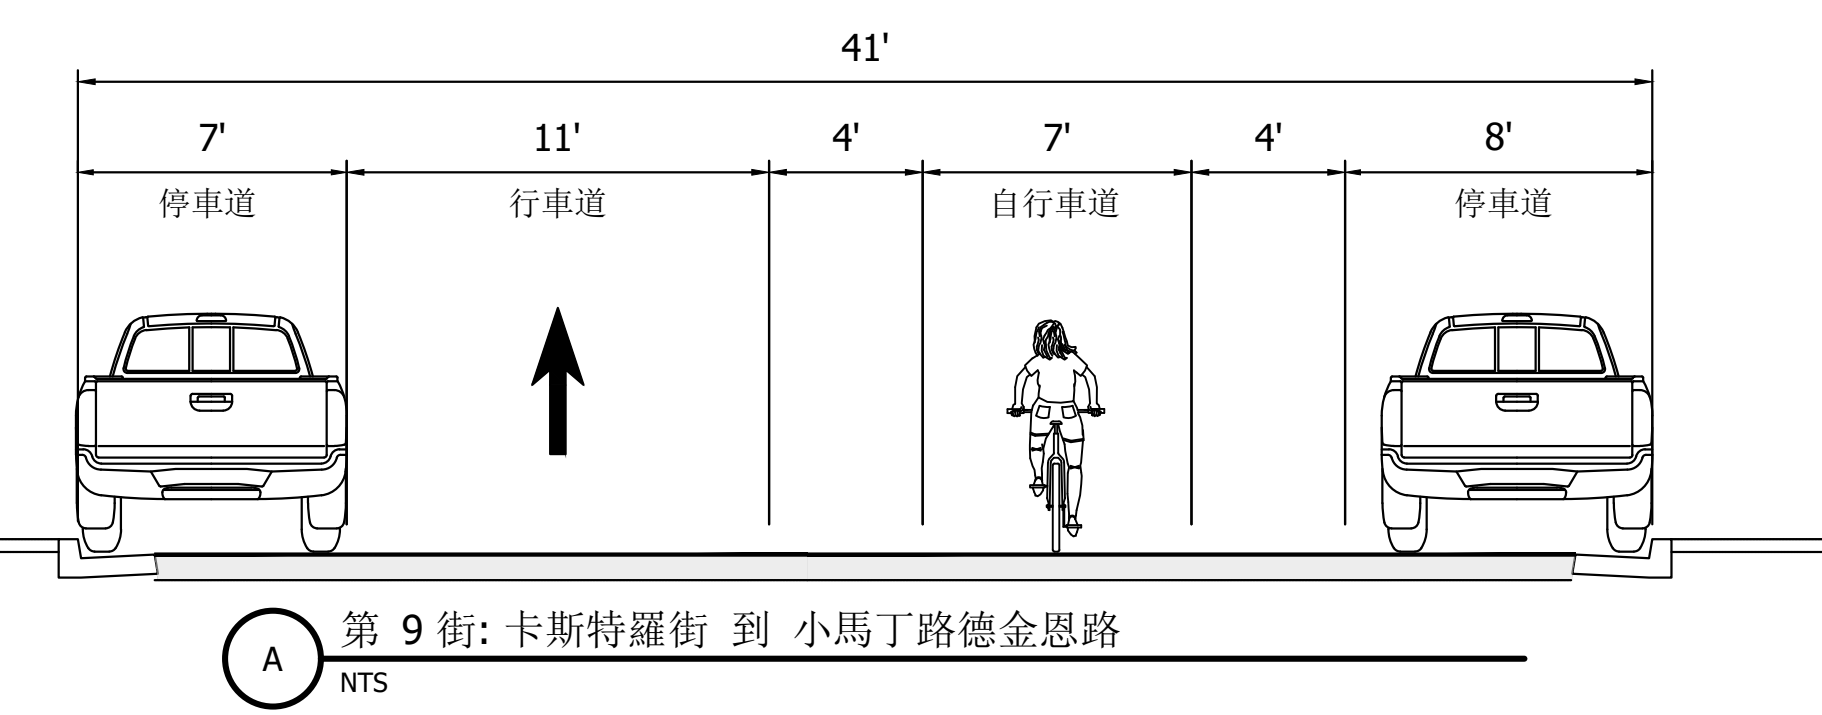 41'
7' 11' 4' 7' 4' 8'
停車道 行車道 自行車道 停車道
A 第 9 街: 卡斯特羅街 到 小馬丁路德金恩路
NTS